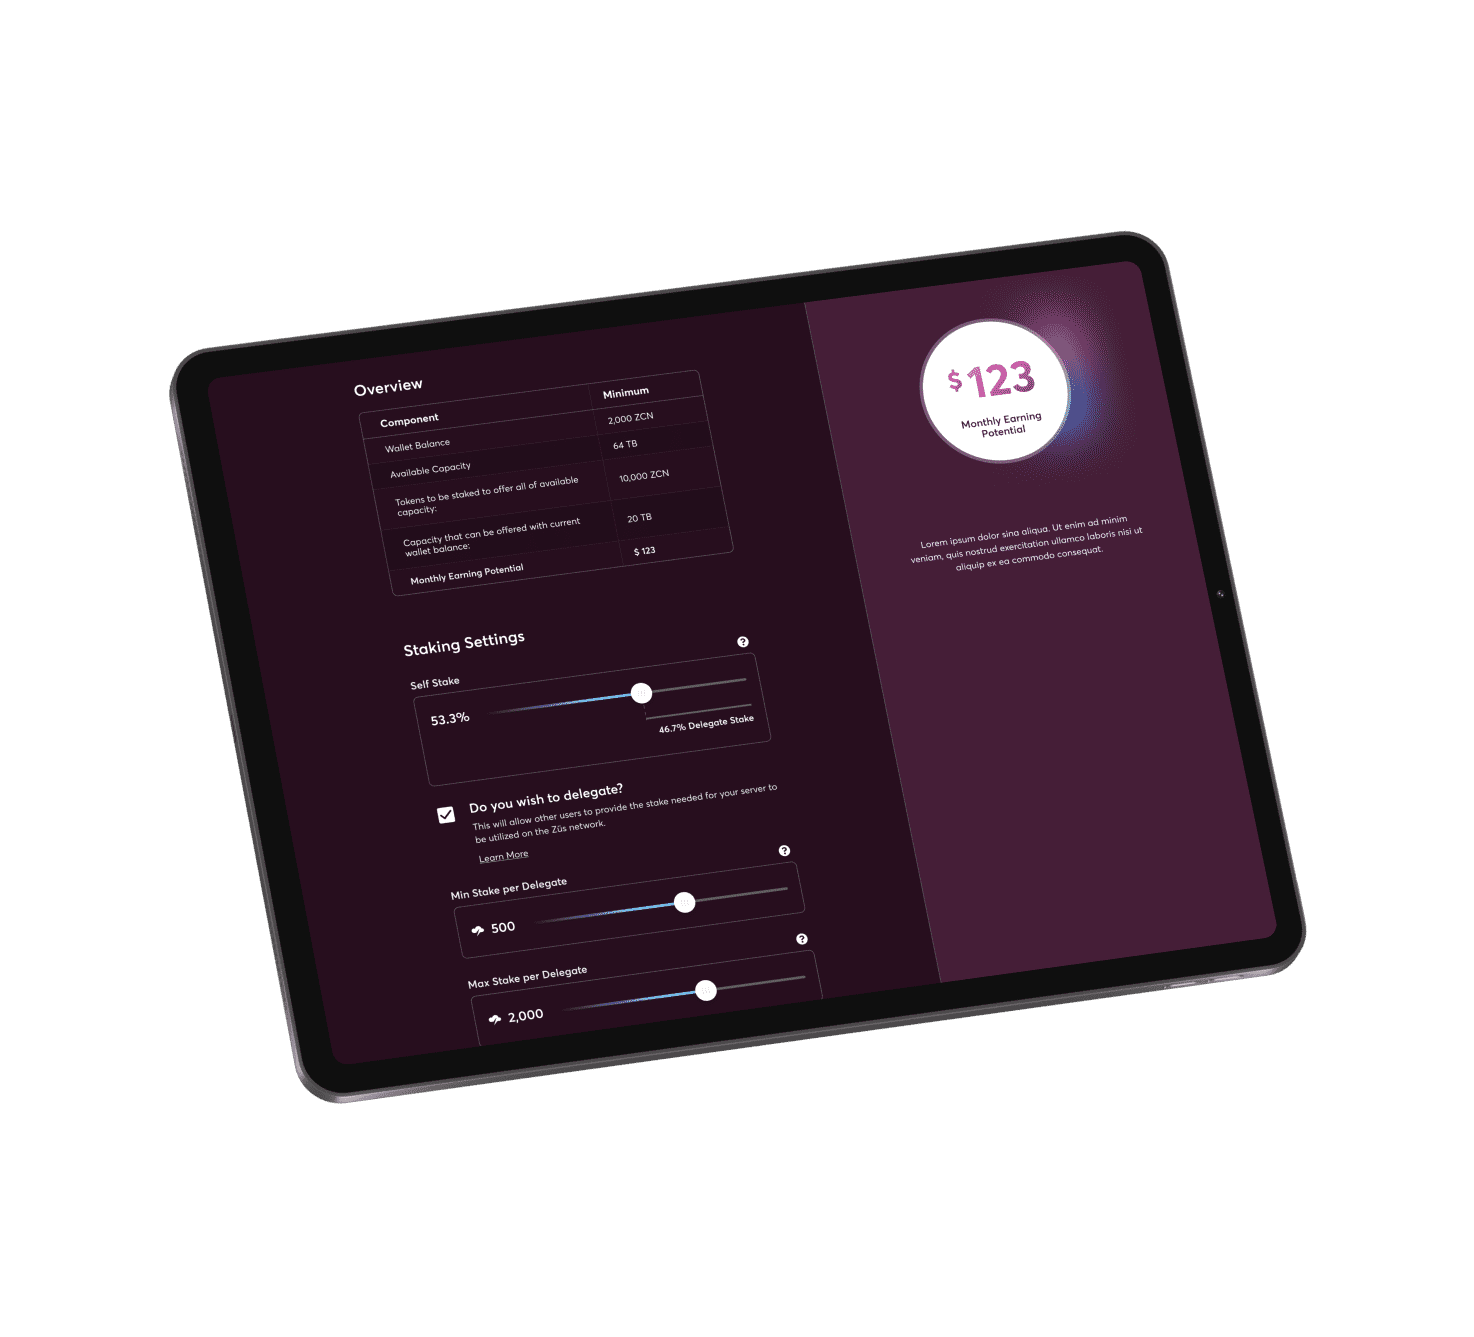 Overview
Component Minimum
Wallet Balance 2,000 ZCN
Available Capacity 64 TB
Tokens to be staked to offer all of available
capacity: 10,000 ZCN
Capacity that can be offered with current
wallet balance: 20 TB
Monthly Earning Potential $ 123
Staking Settings
Self Stake
53.3%
46.7% Delegate Stake
Do you wish to delegate?
This will allow other users to provide the stake needed for your server to
be utilized on the Züs network.
Learn More
Min Stake per Delegate
500
Max Stake per Delegate
2,000
$123
Monthly Earning
Potential
Lorem ipsum dolor sina aliqua. Ut enim ad minim
veniam, quis nostrud exercitation ullamco laboris nisi ut
aliquip ex ea commodo consequat.